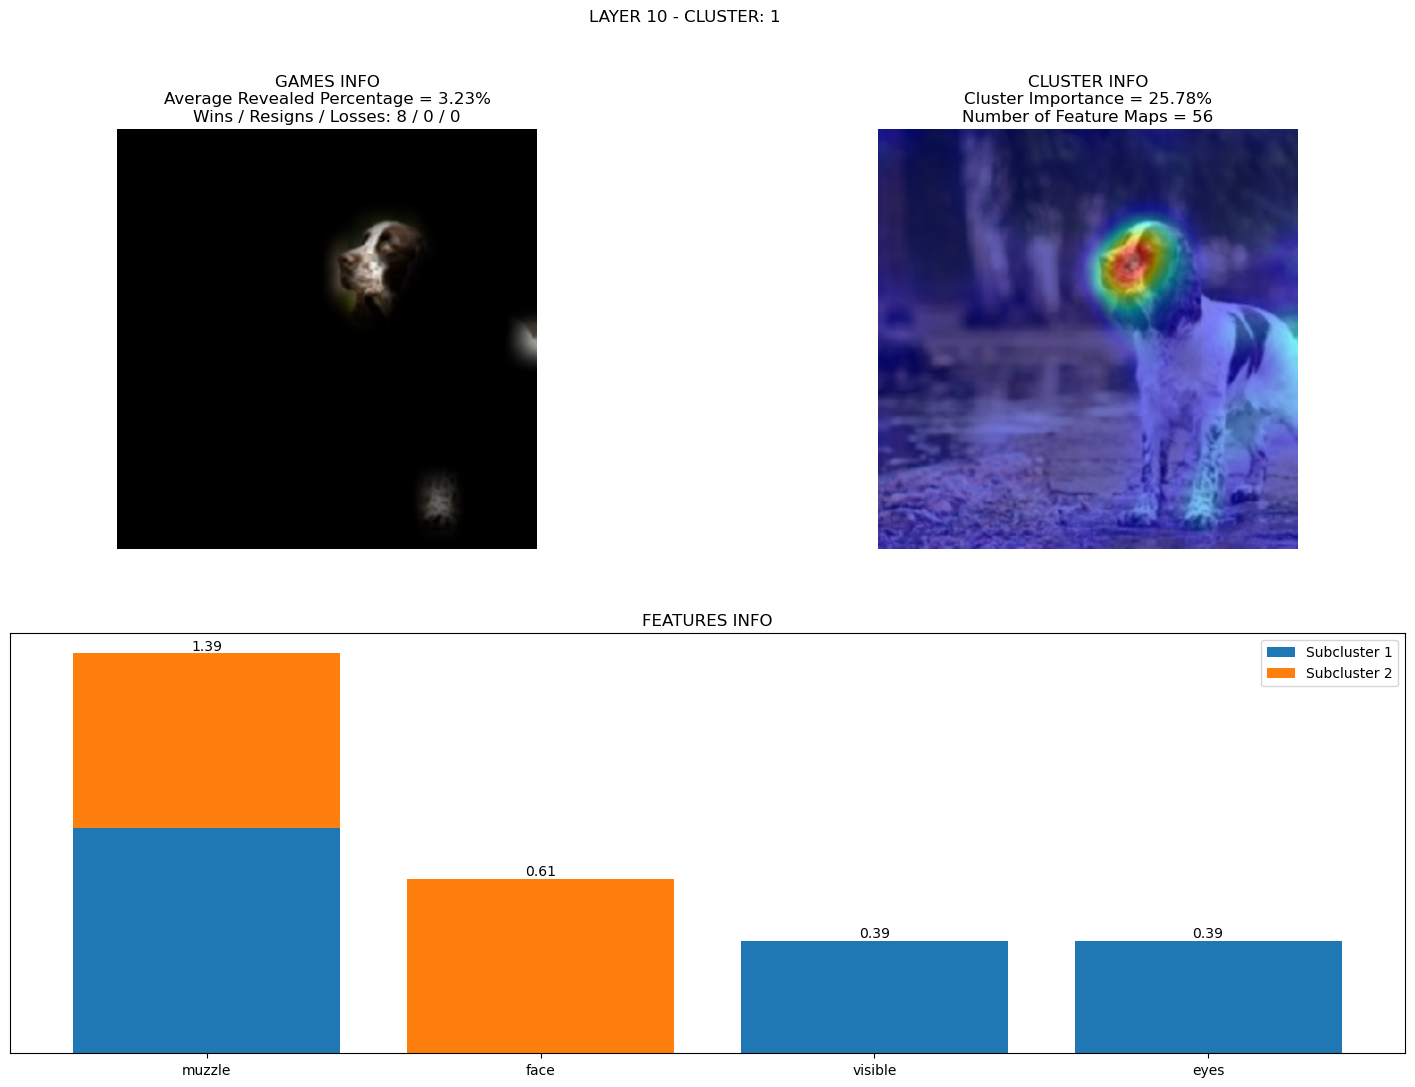 LAYER 10 - CLUSTER: 1
GAMES INFO
Average Revealed Percentage = 3.23%
Wins / Resigns / Losses: 8 / 0 / 0
CLUSTER INFO
Cluster Importance = 25.78%
Number of Feature Maps = 56
FEATURES INFO
Subcluster 1
Subcluster 2
1.39
0.61
0.39
0.39
muzzle
face
visible
eyes